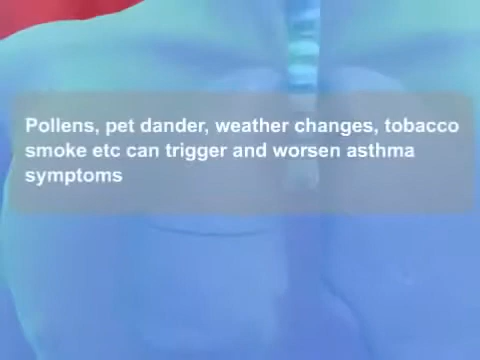 Pollens, pet dander, weather changes, tobacco
smoke etc can trigger and worsen asthma
symptoms